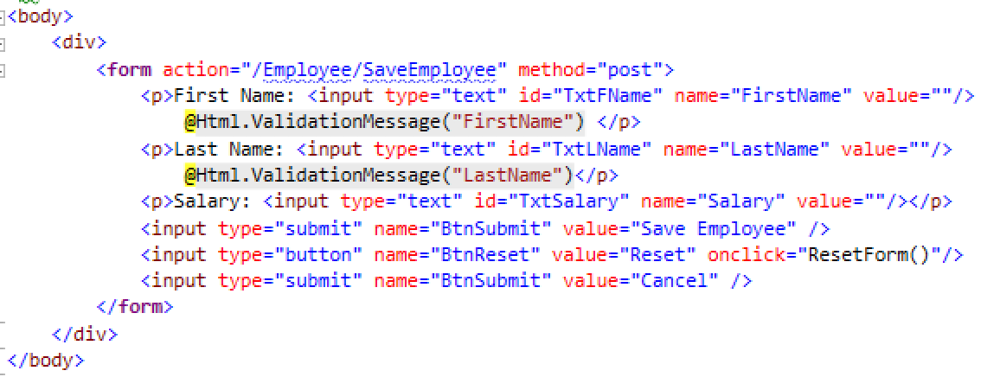 <body>
<div>
<form action="/Employee/SaveEmployee" method="post">
<p>First Name: <input type="text" id="TxtFName" name="FirstName" value=""/>
@Html.ValidationMessage("FirstName") </p>
<p>Last Name: <input type="text" id="TxtLName" name="LastName" value=""/>
@Html.ValidationMessage("LastName")</p>
<p>Salary: <input type="text" id="TxtSalary" name="Salary" value=""/></p>
<input type="submit" name="BtnSubmit" value="Save Employee" />
<input type="button" name="BtnReset" value="Reset" onclick="ResetForm()"/>
<input type="submit" name="BtnSubmit" value="Cancel" />
</form>
</div>
</body>